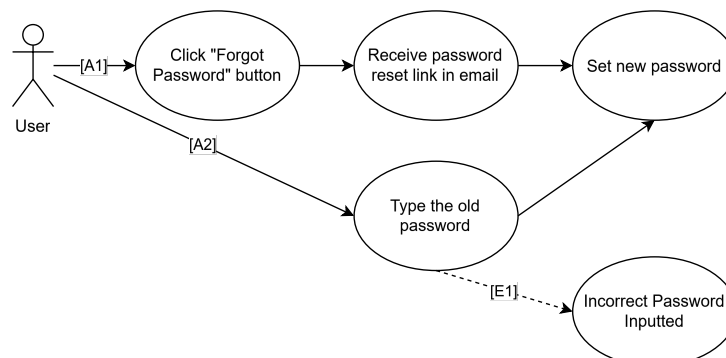 [A1]
Click "Forgot
Password" button
Receive password
reset link in email
Set new password
User
[A2]
Type the old
password
[E1]
Incorrect Password
Inputted